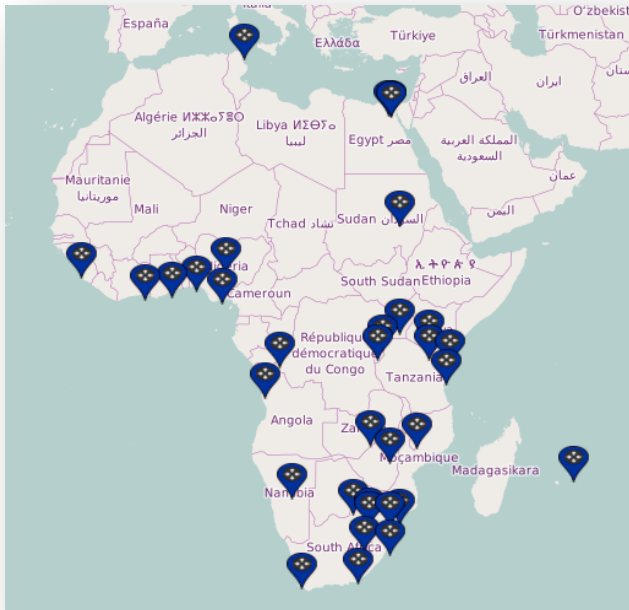 Italia
España
Ελλάδα
Türkiye
O'zbekist
Türkmenistan
العراق
ایران
Algérie ⵍⵣⵣⴰⵢⴻⵔ
الجزائر
Libya ⵍⵉⴱⵢⴰ
ليبيا
Egypt مصر
المملكة العربية
السعودية
عمان
Mauritanie
موريتانيا
Mali
Niger
Tchad تشاد
Sudan السودان
اليمن
ኢትዮጵያ
Ethiopia
South Sudan
Cameroun
République
démocratique
du Congo
Tanzania
Angola
Moçambique
Madagasikara
Namibia
South Africa